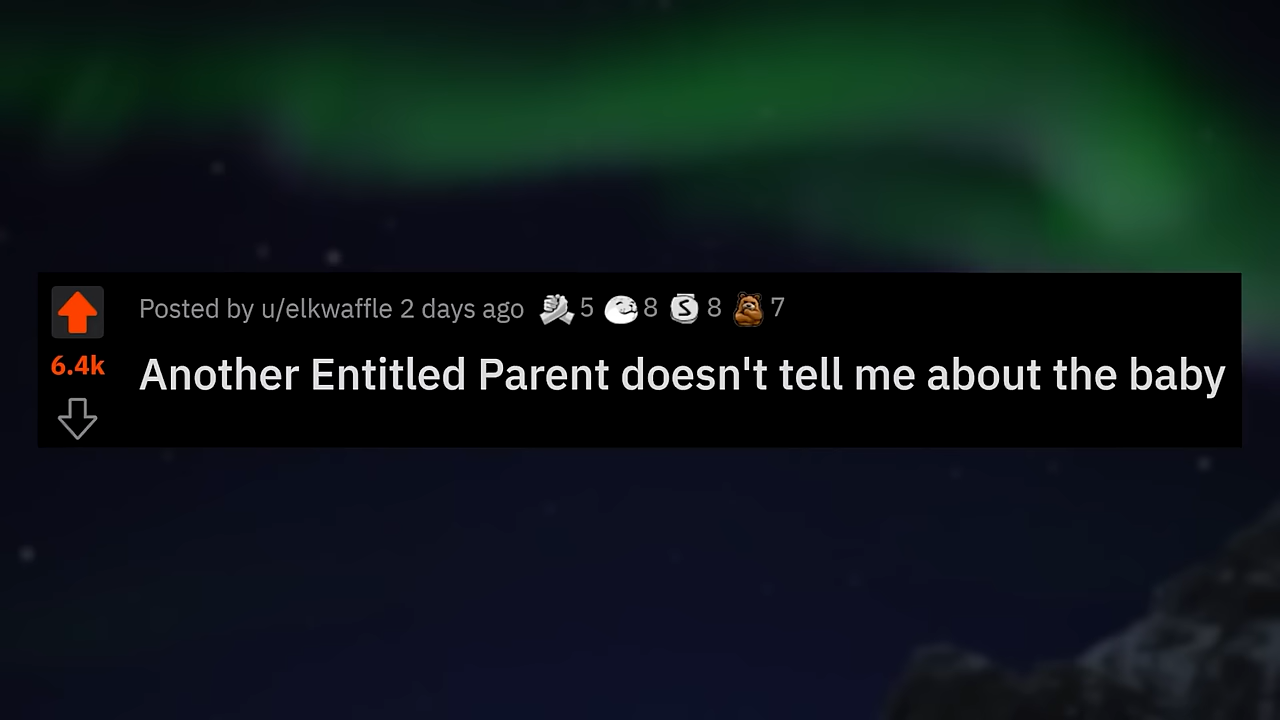 Posted by u/elkwaffle 2 days ago 5 8 S 8 7
6.4k
Another Entitled Parent doesn't tell me about the baby